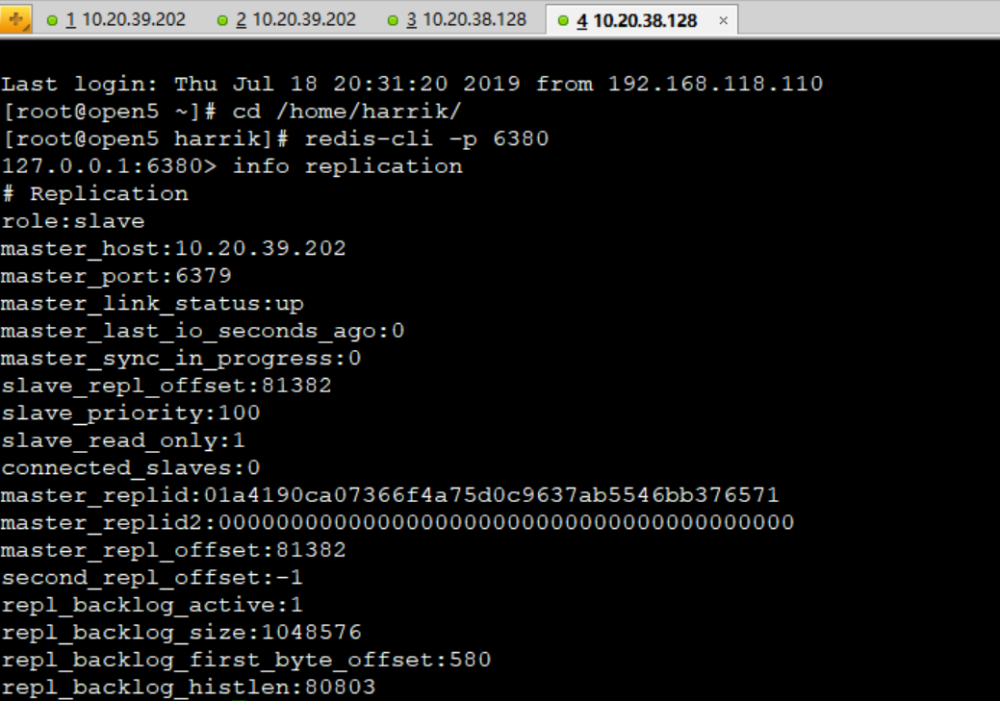 1 10.20.39.202 2 10.20.39.202 3 10.20.38.128 4 10.20.38.128 ×
Last login: Thu Jul 18 20:31:20 2019 from 192.168.118.110
[root@open5 ~]# cd /home/harrik/
[root@open5 harrik]# redis-cli -p 6380
127.0.0.1:6380> info replication
# Replication
role:slave
master_host:10.20.39.202
master_port:6379
master_link_status:up
master_last_io_seconds_ago:0
master_sync_in_progress:0
slave_repl_offset:81382
slave_priority:100
slave_read_only:1
connected_slaves:0
master_replid:01a4190ca07366f4a75d0c9637ab5546bb376571
master_replid2:0000000000000000000000000000000000000000
master_repl_offset:81382
second_repl_offset:-1
repl_backlog_active:1
repl_backlog_size:1048576
repl_backlog_first_byte_offset:580
repl_backlog_histlen:80803